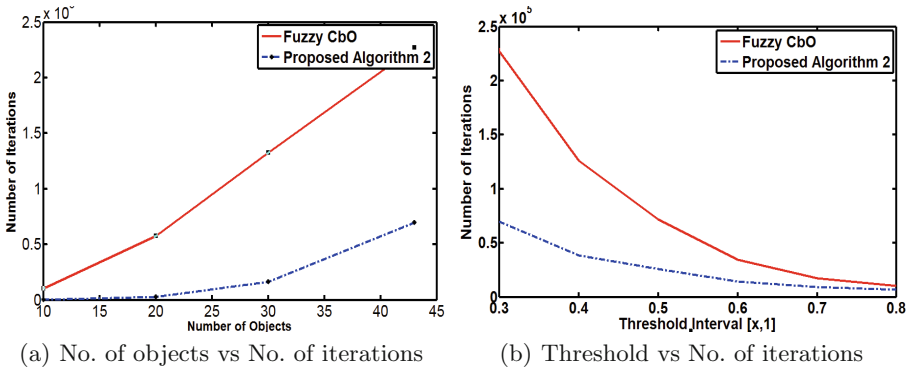 2.5 x 10
Fuzzy CbO
Proposed Algorithm 2
2
1.5
1
0.5
0
Number of Iterations
10 15 20 25 30 35 40 45
Number of Objects
(a) No. of objects vs No. of iterations
2.5 x 10^5
Fuzzy CbO
Proposed Algorithm 2
2
1.5
1
0.5
0
Number of Iterations
0.3 0.4 0.5 0.6 0.7 0.8
Threshold Interval [x,1]
(b) Threshold vs No. of iterations